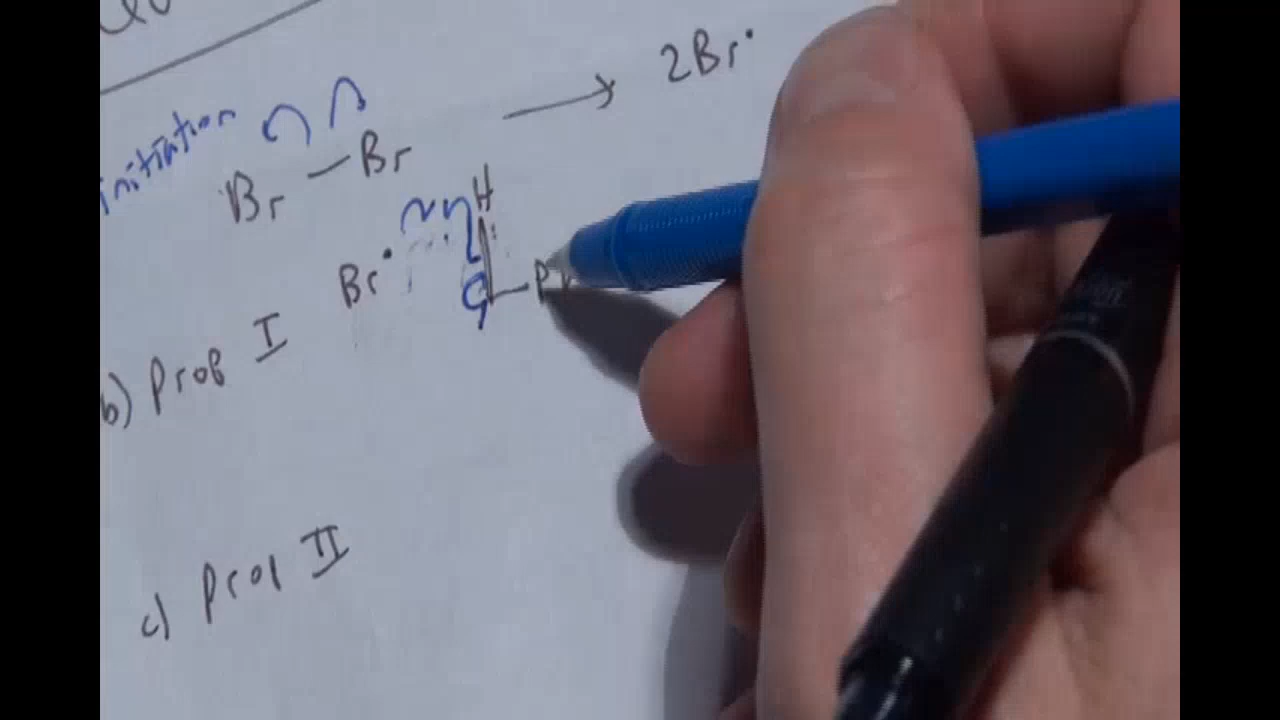 initiation Br — Br → 2Br•
b) Prop I Br• H
c) Prop II